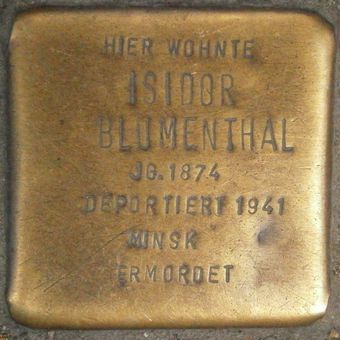 HIER WOHNTE
ISIDOR
BLUMENTHAL
JG.1874
DEPORTIERT 1941
MINSK
ERMORDET